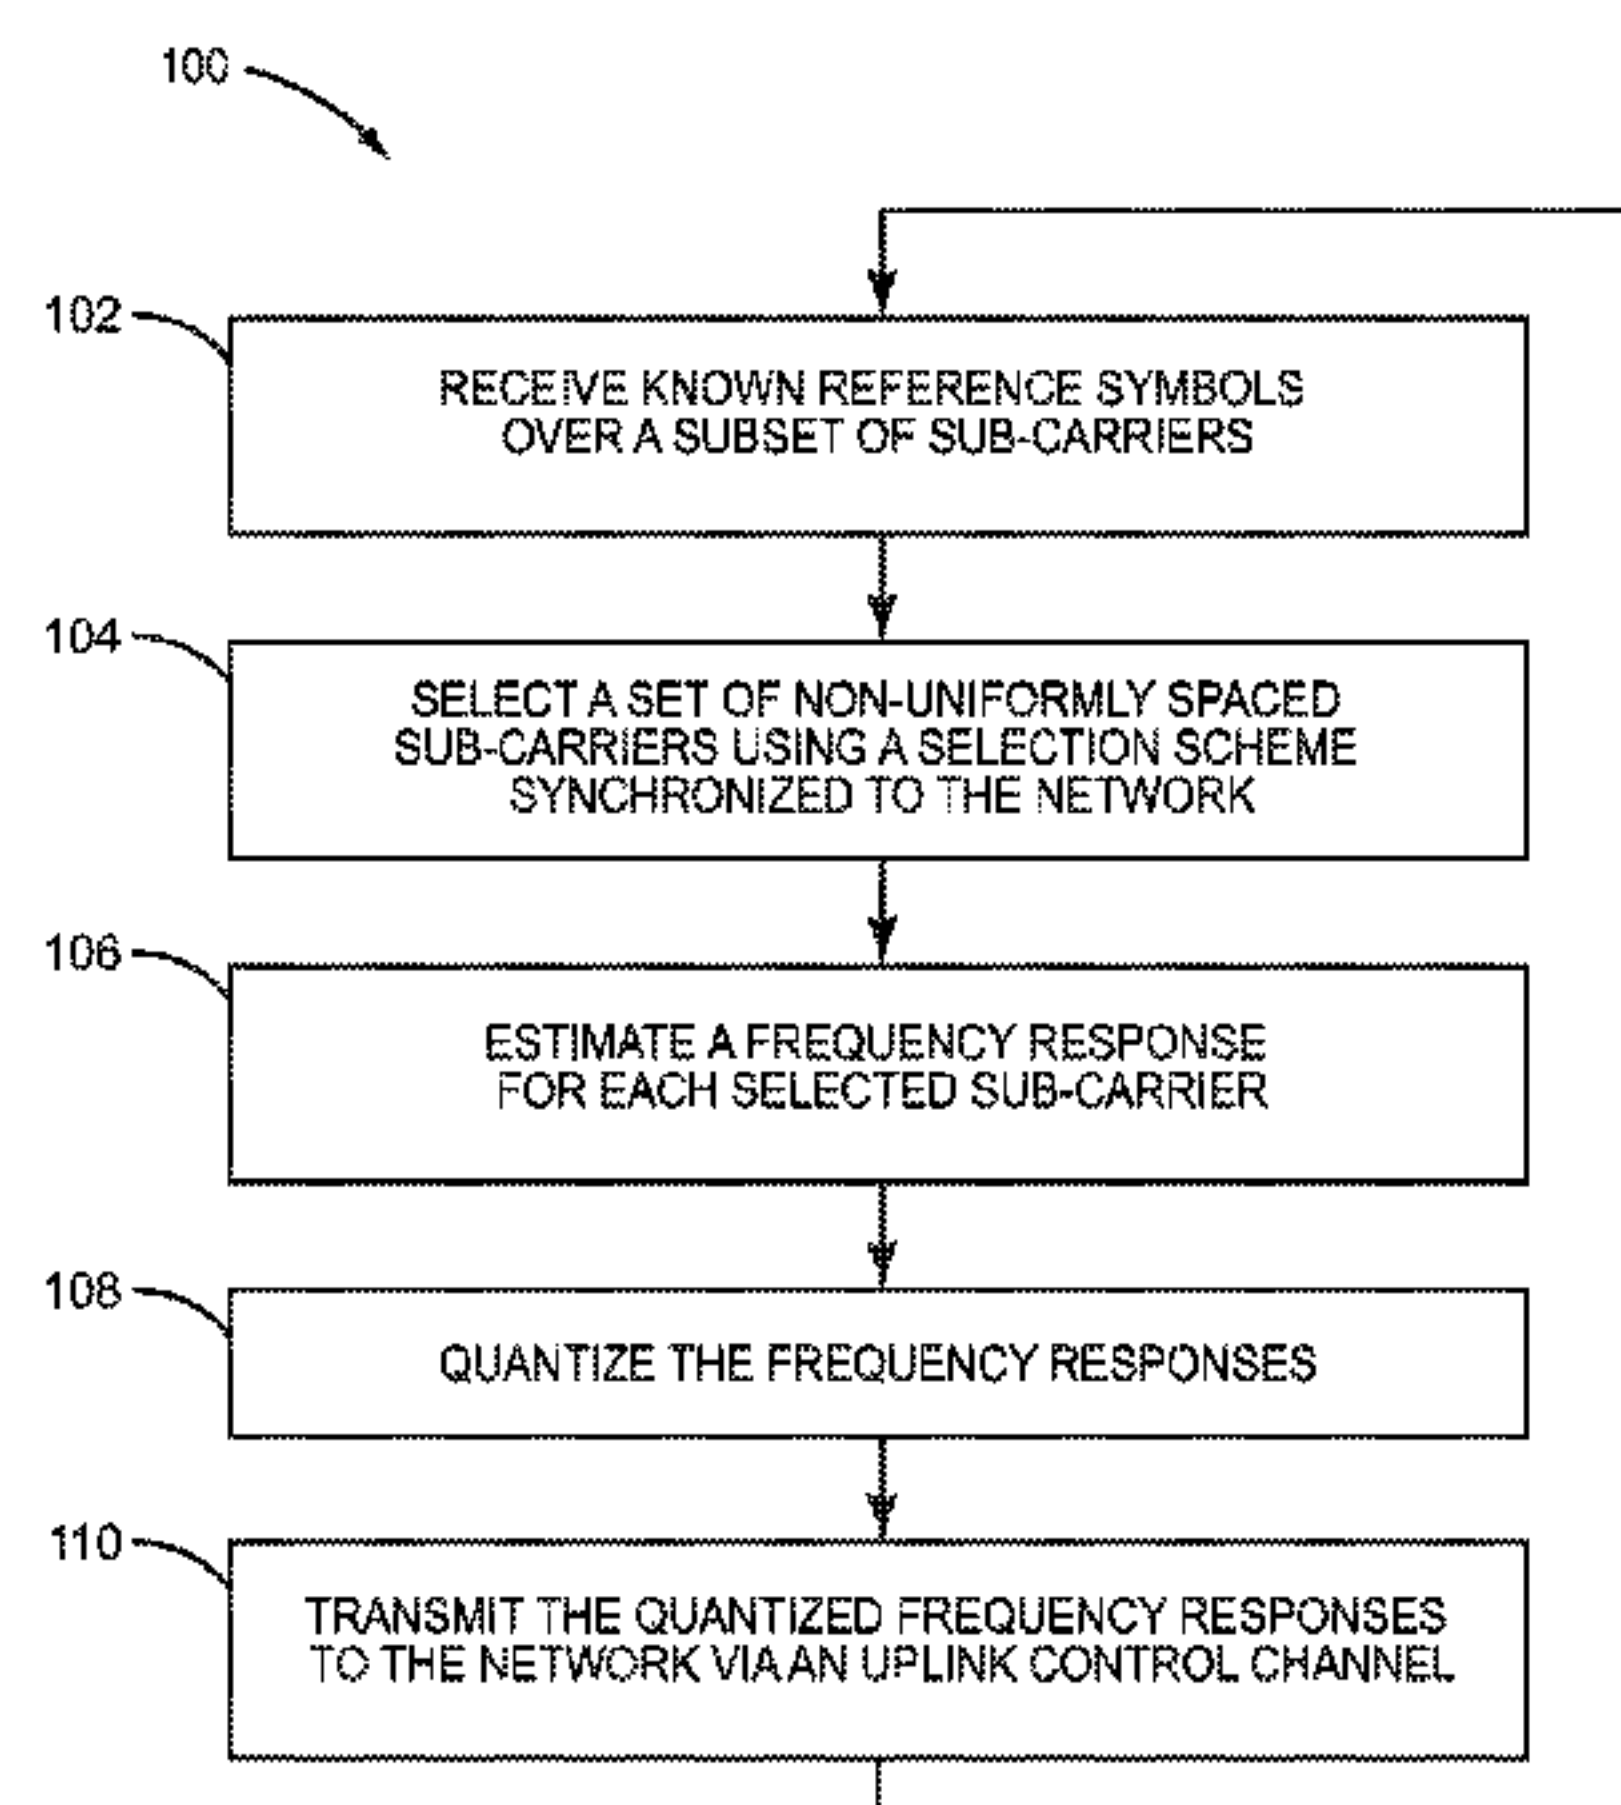 100
102
RECEIVE KNOWN REFERENCE SYMBOLS
OVER A SUBSET OF SUB-CARRIERS
104
SELECT A SET OF NON-UNIFORMLY SPACED
SUB-CARRIERS USING A SELECTION SCHEME
SYNCHRONIZED TO THE NETWORK
106
ESTIMATE A FREQUENCY RESPONSE
FOR EACH SELECTED SUB-CARRIER
108
QUANTIZE THE FREQUENCY RESPONSES
110
TRANSMIT THE QUANTIZED FREQUENCY RESPONSES
TO THE NETWORK VIA AN UPLINK CONTROL CHANNEL